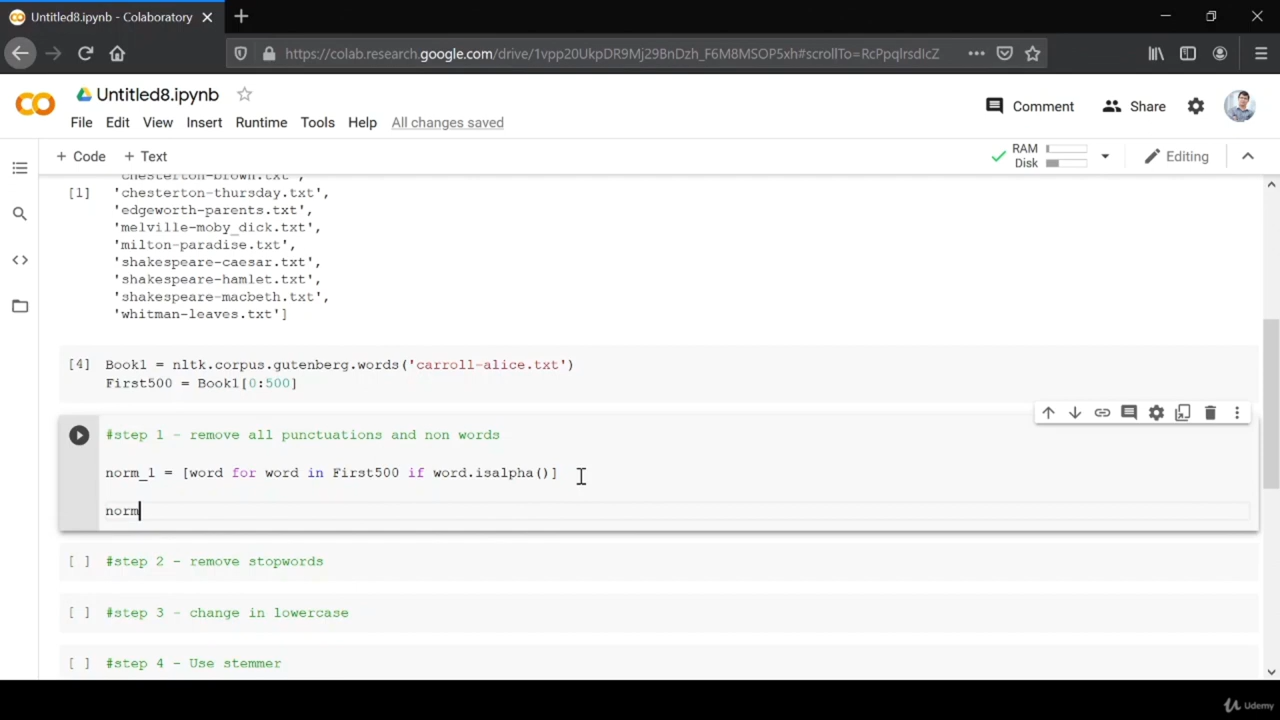 Untitled8.ipynb - Colaboratory
https://colab.research.google.com/drive/1vpp20UkpDR9Mj29BnDzh_F6M8MSOP5xh#scrollTo=RcPpqlrsdIcZ
Untitled8.ipynb
Comment
Share
File Edit View Insert Runtime Tools Help All changes saved
+ Code + Text
RAM
Disk
Editing
'chesterton-brown.txt',
[1] 'chesterton-thursday.txt',
'edgeworth-parents.txt',
'melville-moby_dick.txt',
'milton-paradise.txt',
'shakespeare-caesar.txt',
'shakespeare-hamlet.txt',
'shakespeare-macbeth.txt',
'whitman-leaves.txt']
[4] Book1 = nltk.corpus.gutenberg.words('carroll-alice.txt')
First500 = Book1[0:500]
#step 1 - remove all punctuations and non words
norm_1 = [word for word in First500 if word.isalpha()]
norm
[ ] #step 2 - remove stopwords
[ ] #step 3 - change in lowercase
[ ] #step 4 - Use stemmer
Udemy